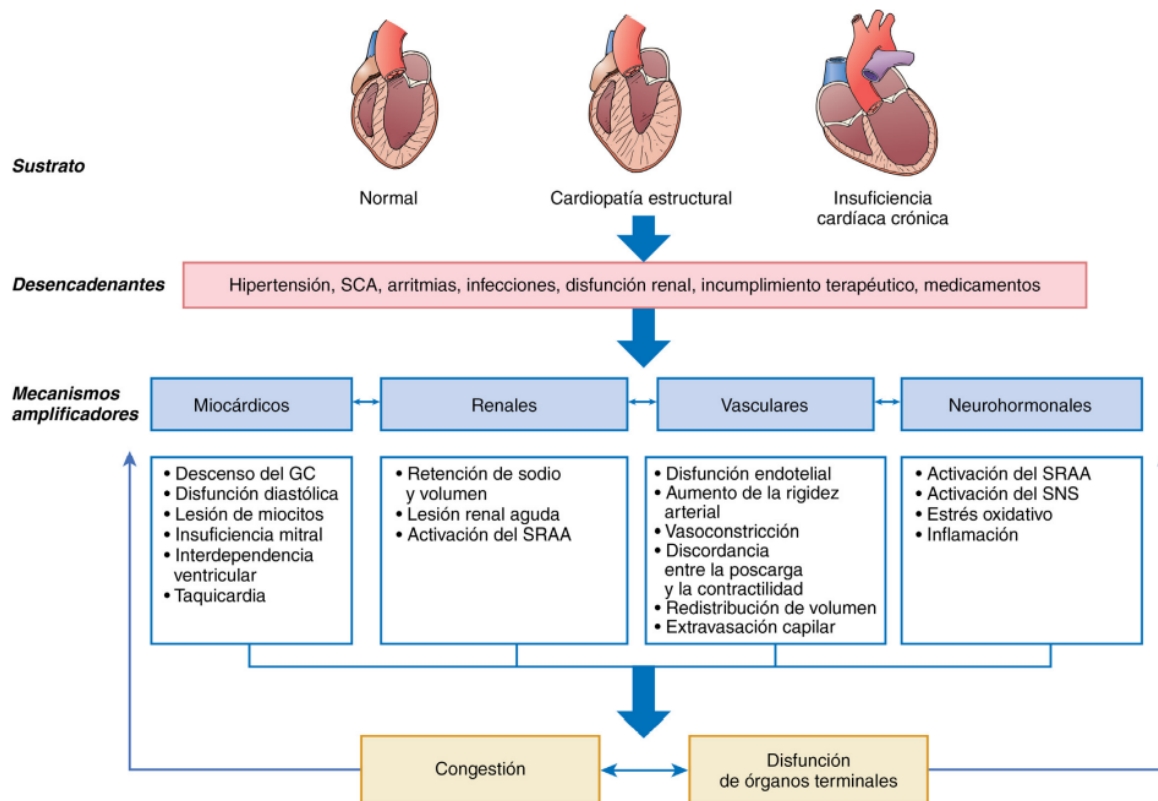 Sustrato
Normal
Cardiopatía estructural
Insuficiencia
cardíaca crónica
Desencadenantes
Hipertensión, SCA, arritmias, infecciones, disfunción renal, incumplimiento terapéutico, medicamentos
Mecanismos
amplificadores
Miocárdicos
Renales
Vasculares
Neurohormonales
• Descenso del GC
• Disfunción diastólica
• Lesión de miocitos
• Insuficiencia mitral
• Interdependencia
ventricular
• Taquicardia
• Retención de sodio
y volumen
• Lesión renal aguda
• Activación del SRAA
• Disfunción endotelial
• Aumento de la rigidez
arterial
• Vasoconstricción
• Discordancia
entre la poscarga
y la contractilidad
• Redistribución de volumen
• Extravasación capilar
• Activación del SRAA
• Activación del SNS
• Estrés oxidativo
• Inflamación
Congestión
Disfunción
de órganos terminales